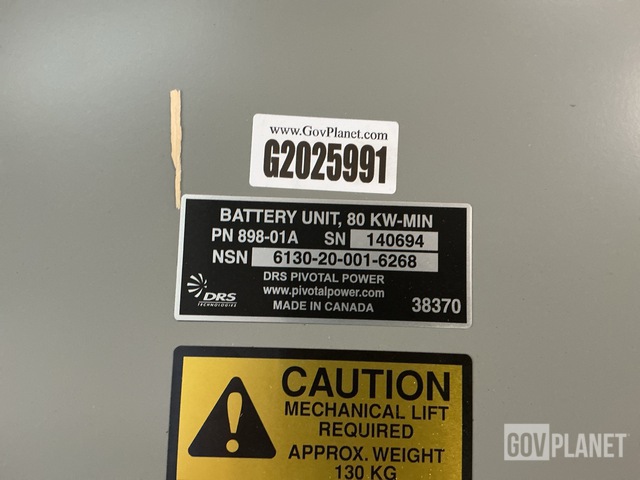 www.GovPlanet.com
G2025991
BATTERY UNIT, 80 KW-MIN
PN 898-01A SN 140694
NSN 6130-20-001-6268
DRS PIVOTAL POWER
www.pivotalpower.com
MADE IN CANADA 38370
DRS
TECHNOLOGIES
CAUTION
MECHANICAL LIFT
REQUIRED
APPROX. WEIGHT
130 KG
GOVPLANET